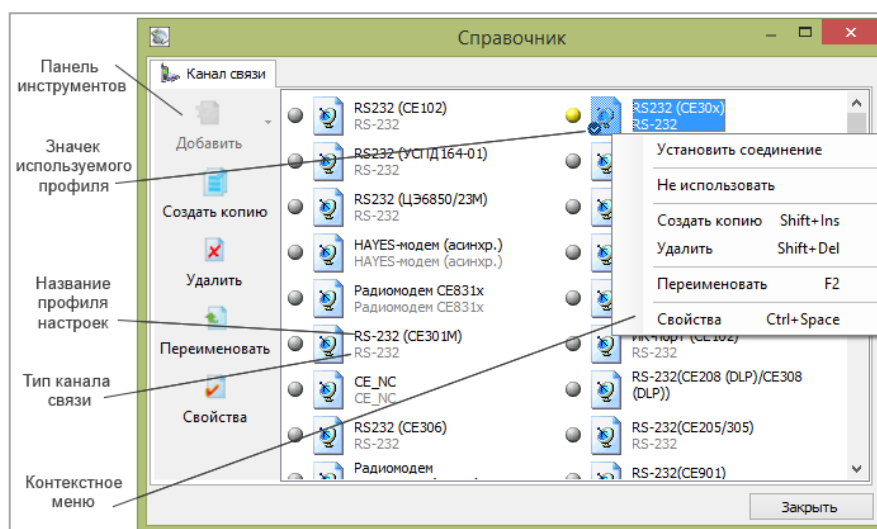 Справочник
Канал связи
Панель
инструментов
Значек
используемого
профиля
Название
профиля
настроек
Тип канала
связи
Контекстное
меню
Добавить
Создать копию
Удалить
Переименовать
Свойства
RS232 (CE102)
RS-232
RS232 (УСПД 164-01)
RS-232
RS232 (ЦЭ6850/23М)
RS-232
HAYES-модем (асинхр.)
HAYES-модем (асинхр.)
Радиомодем CE831x
Радиомодем CE831x
RS-232 (CE301M)
RS-232
CE_NC
CE_NC
RS232 (CE306)
RS-232
Радиомодем
RS232 (CE30x)
RS-232
Установить соединение
Не использовать
Создать копию Shift+Ins
Удалить Shift+Del
Переименовать F2
Свойства Ctrl+Space
ИК-порт (CE102)
RS-232
RS-232(CE208 (DLP)/CE308
(DLP))
RS-232(CE205/305)
RS-232
RS-232(CE901)
Закрыть